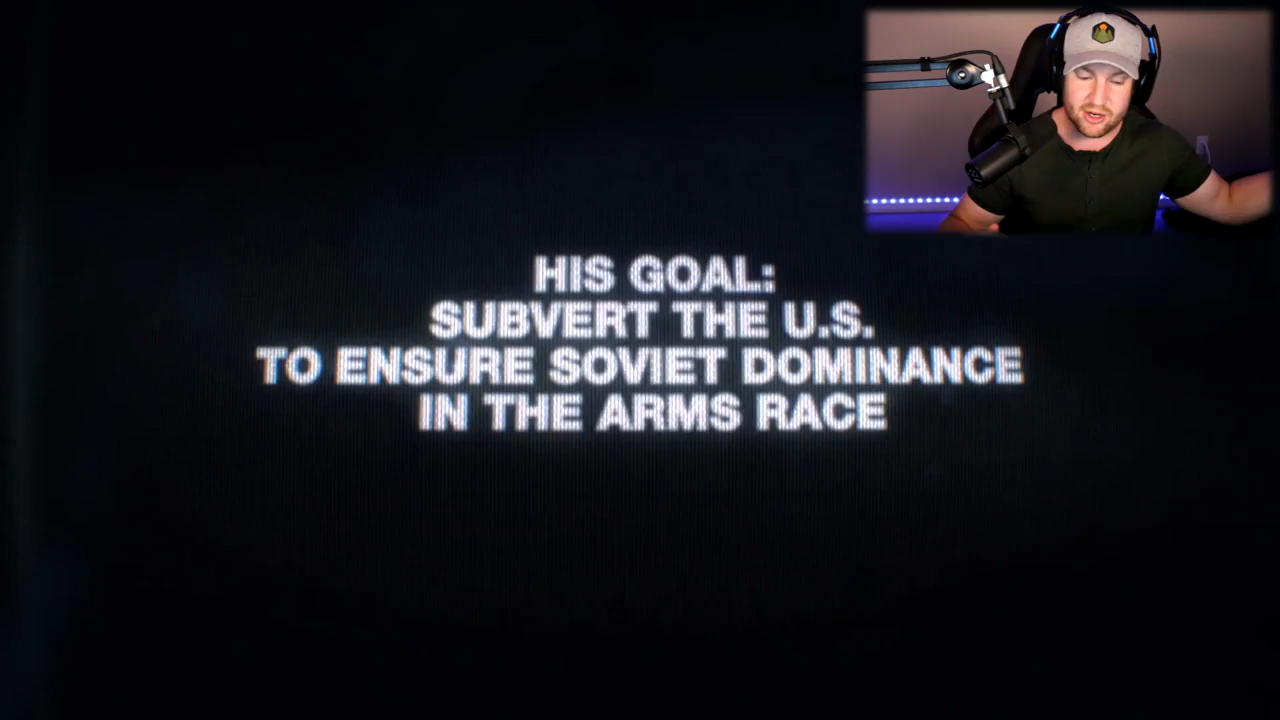 HIS GOAL:
SUBVERT THE U.S.
TO ENSURE SOVIET DOMINANCE
IN THE ARMS RACE